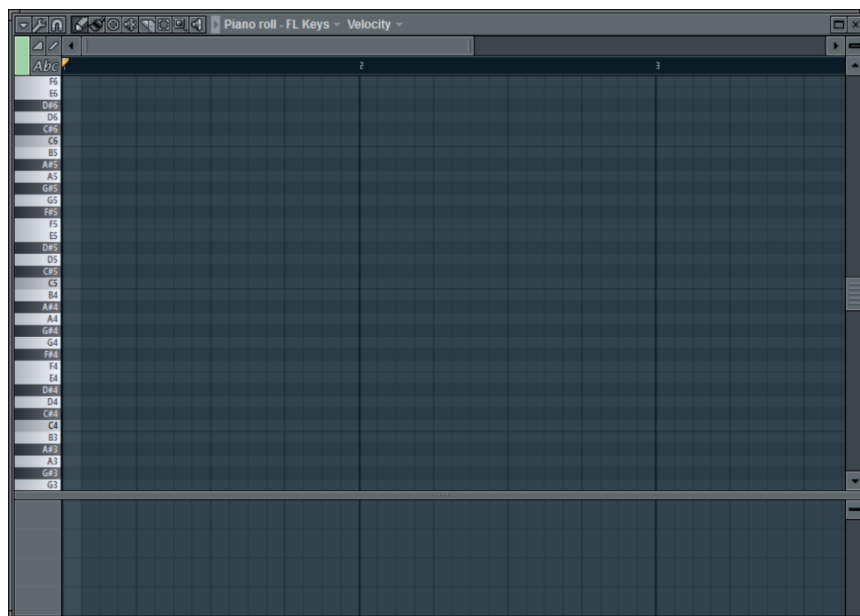 Piano roll - FL Keys Velocity
Abc 2 3
F6
E6
D#6
D6
C#6
C6
B5
A#5
A5
G#5
G5
F#5
F5
E5
D#5
D5
C#5
C5
B4
A#4
A4
G#4
G4
F#4
F4
E4
D#4
D4
C#4
C4
B3
A#3
A3
G#3
G3